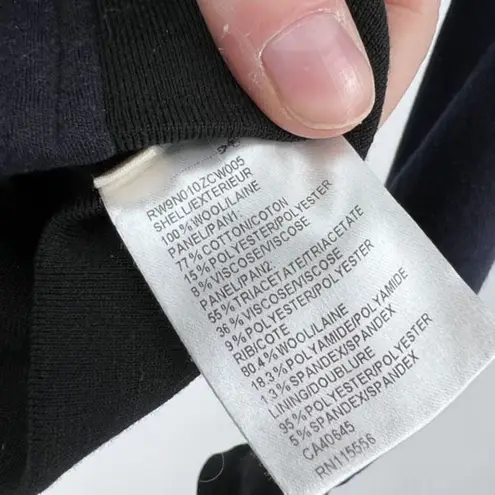 RW9N010ZCW005
SHELL/EXTERIEUR
100%WOOL/LAINE
PANEL/PAN1.
77%COTTON/COTON
15%POLYESTER/POLYESTER
8%VISCOSE/VISCOSE
PANEL/PAN2.
55%TRIACETATE/TRIACETATE
36%VISCOSE/VISCOSE
9%POLYESTER/POLYESTER
RIBICOTE
80.4%WOOL/LAINE
18.3%POLYAMIDE/POLYAMIDE
1.3%SPANDEX/SPANDEX
LINING/DOUBLURE
95%POLYESTER/POLYESTER
5%SPANDEX/SPANDEX
CA40645
RN115556